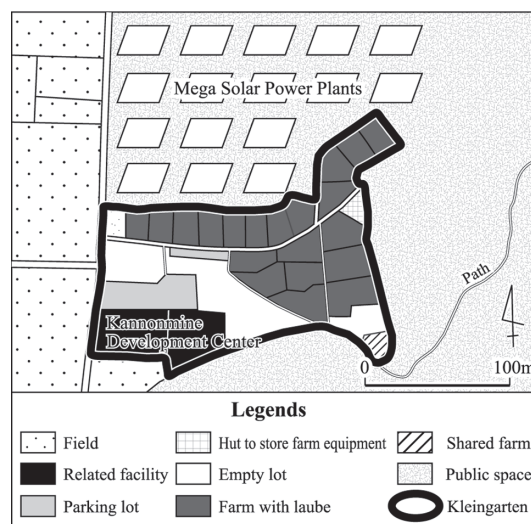 Mega Solar Power Plants
Path
Kannonmine
Development Center
0
100m
Legends
Field
Hut to store farm equipment
Shared farm
Related facility
Empty lot
Public space
Parking lot
Farm with laube
Kleingarten